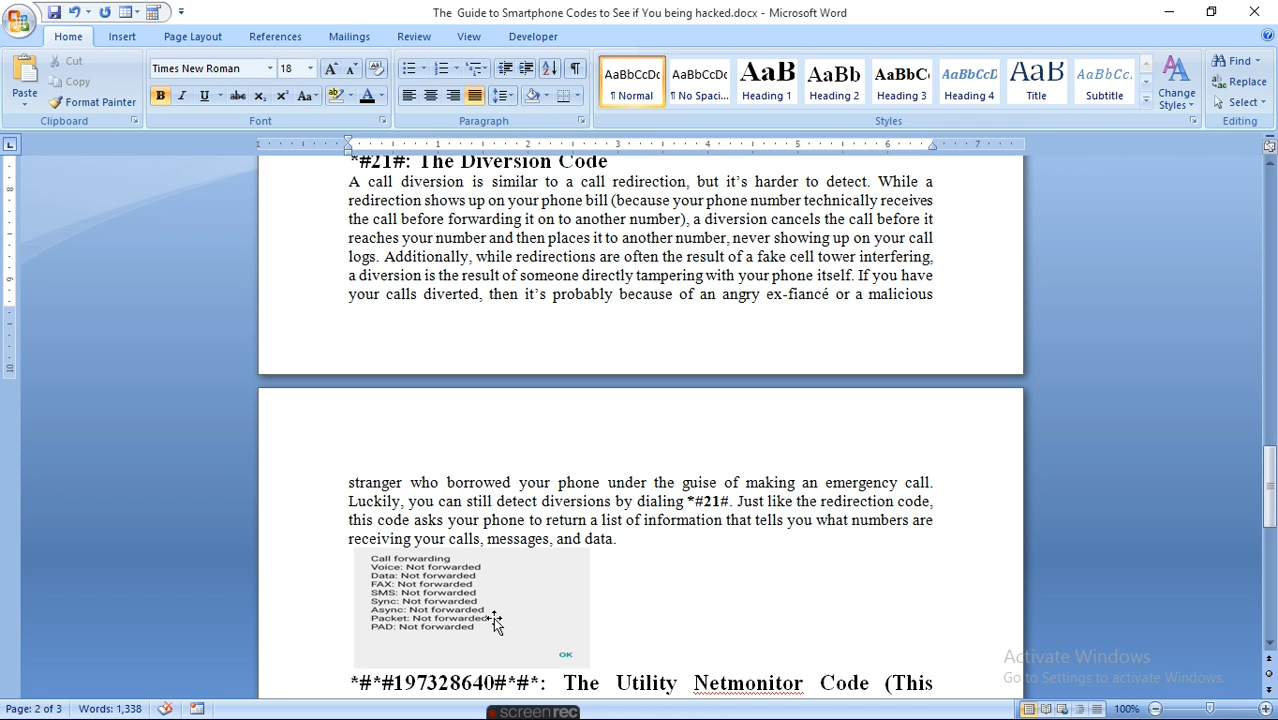 The Guide to Smartphone Codes to See if You being hacked.docx - Microsoft Word
Home Insert Page Layout References Mailings Review View Developer
Paste
Cut
Copy
Format Painter
Clipboard
Times New Roman 18
Font
Paragraph
AaBbCcDc AaBbCcDc AaB AaBb AaBbC AaBbCcD AaB AaBbCc.
¶ Normal ¶ No Spaci... Heading 1 Heading 2 Heading 3 Heading 4 Title Subtitle
Change Styles
Styles
Find
Replace
Select
Editing
*#21#: The Diversion Code
A call diversion is similar to a call redirection, but it’s harder to detect. While a
redirection shows up on your phone bill (because your phone number technically receives
the call before forwarding it on to another number), a diversion cancels the call before it
reaches your number and then places it to another number, never showing up on your call
logs. Additionally, while redirections are often the result of a fake cell tower interfering,
a diversion is the result of someone directly tampering with your phone itself. If you have
your calls diverted, then it’s probably because of an angry ex-fiancé or a malicious
stranger who borrowed your phone under the guise of making an emergency call.
Luckily, you can still detect diversions by dialing *#21#. Just like the redirection code,
this code asks your phone to return a list of information that tells you what numbers are
receiving your calls, messages, and data.
Call forwarding
Voice: Not forwarded
Data: Not forwarded
FAX: Not forwarded
SMS: Not forwarded
Sync: Not forwarded
Async: Not forwarded
Packet: Not forwarded
PAD: Not forwarded
OK
*#*#197328640#*#*: The Utility Netmonitor Code (This
Activate Windows
Go to Settings to activate Windows.
Page: 2 of 3 Words: 1,338 100%
screenrec